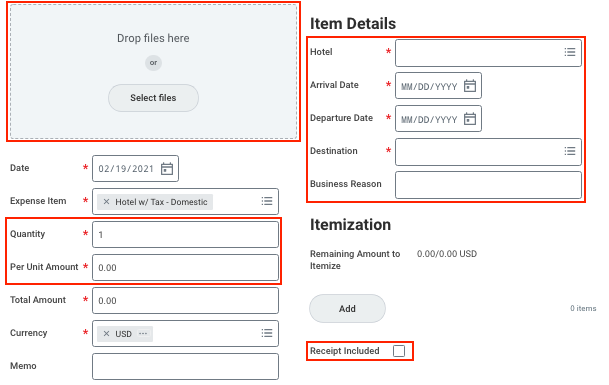 Drop files here
or
Select files
Date * 02/19/2021
Expense Item * × Hotel w/ Tax - Domestic
Quantity * 1
Per Unit Amount * 0.00
Total Amount * 0.00
Currency * × USD ···
Memo
Item Details
Hotel *
Arrival Date * MM/DD/YYYY
Departure Date * MM/DD/YYYY
Destination *
Business Reason
Itemization
Remaining Amount to 0.00/0.00 USD
Itemize
Add
0 items
Receipt Included